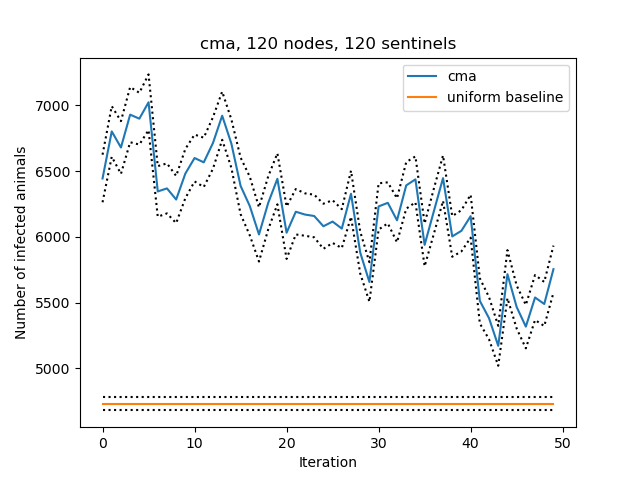 cma, 120 nodes, 120 sentinels
cma
uniform baseline
Number of infected animals
7000
6500
6000
5500
5000
0 10 20 30 40 50
Iteration